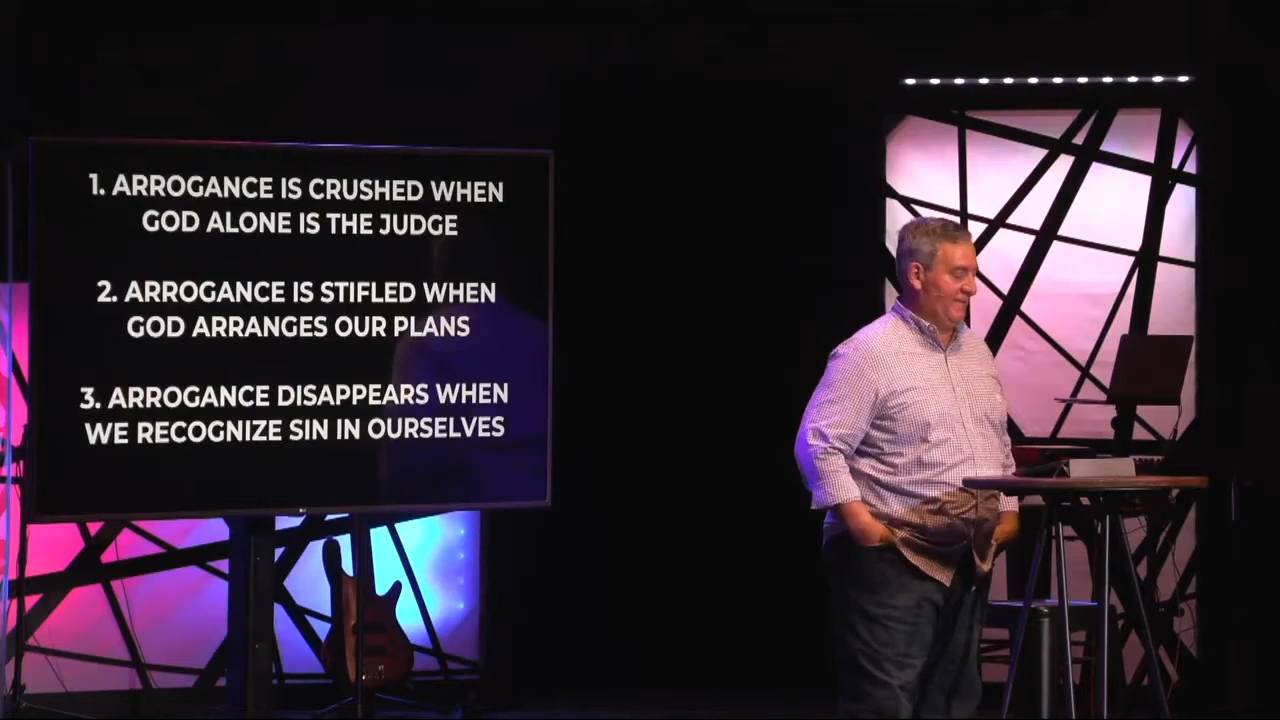 1. ARROGANCE IS CRUSHED WHEN
GOD ALONE IS THE JUDGE
2. ARROGANCE IS STIFLED WHEN
GOD ARRANGES OUR PLANS
3. ARROGANCE DISAPPEARS WHEN
WE RECOGNIZE SIN IN OURSELVES